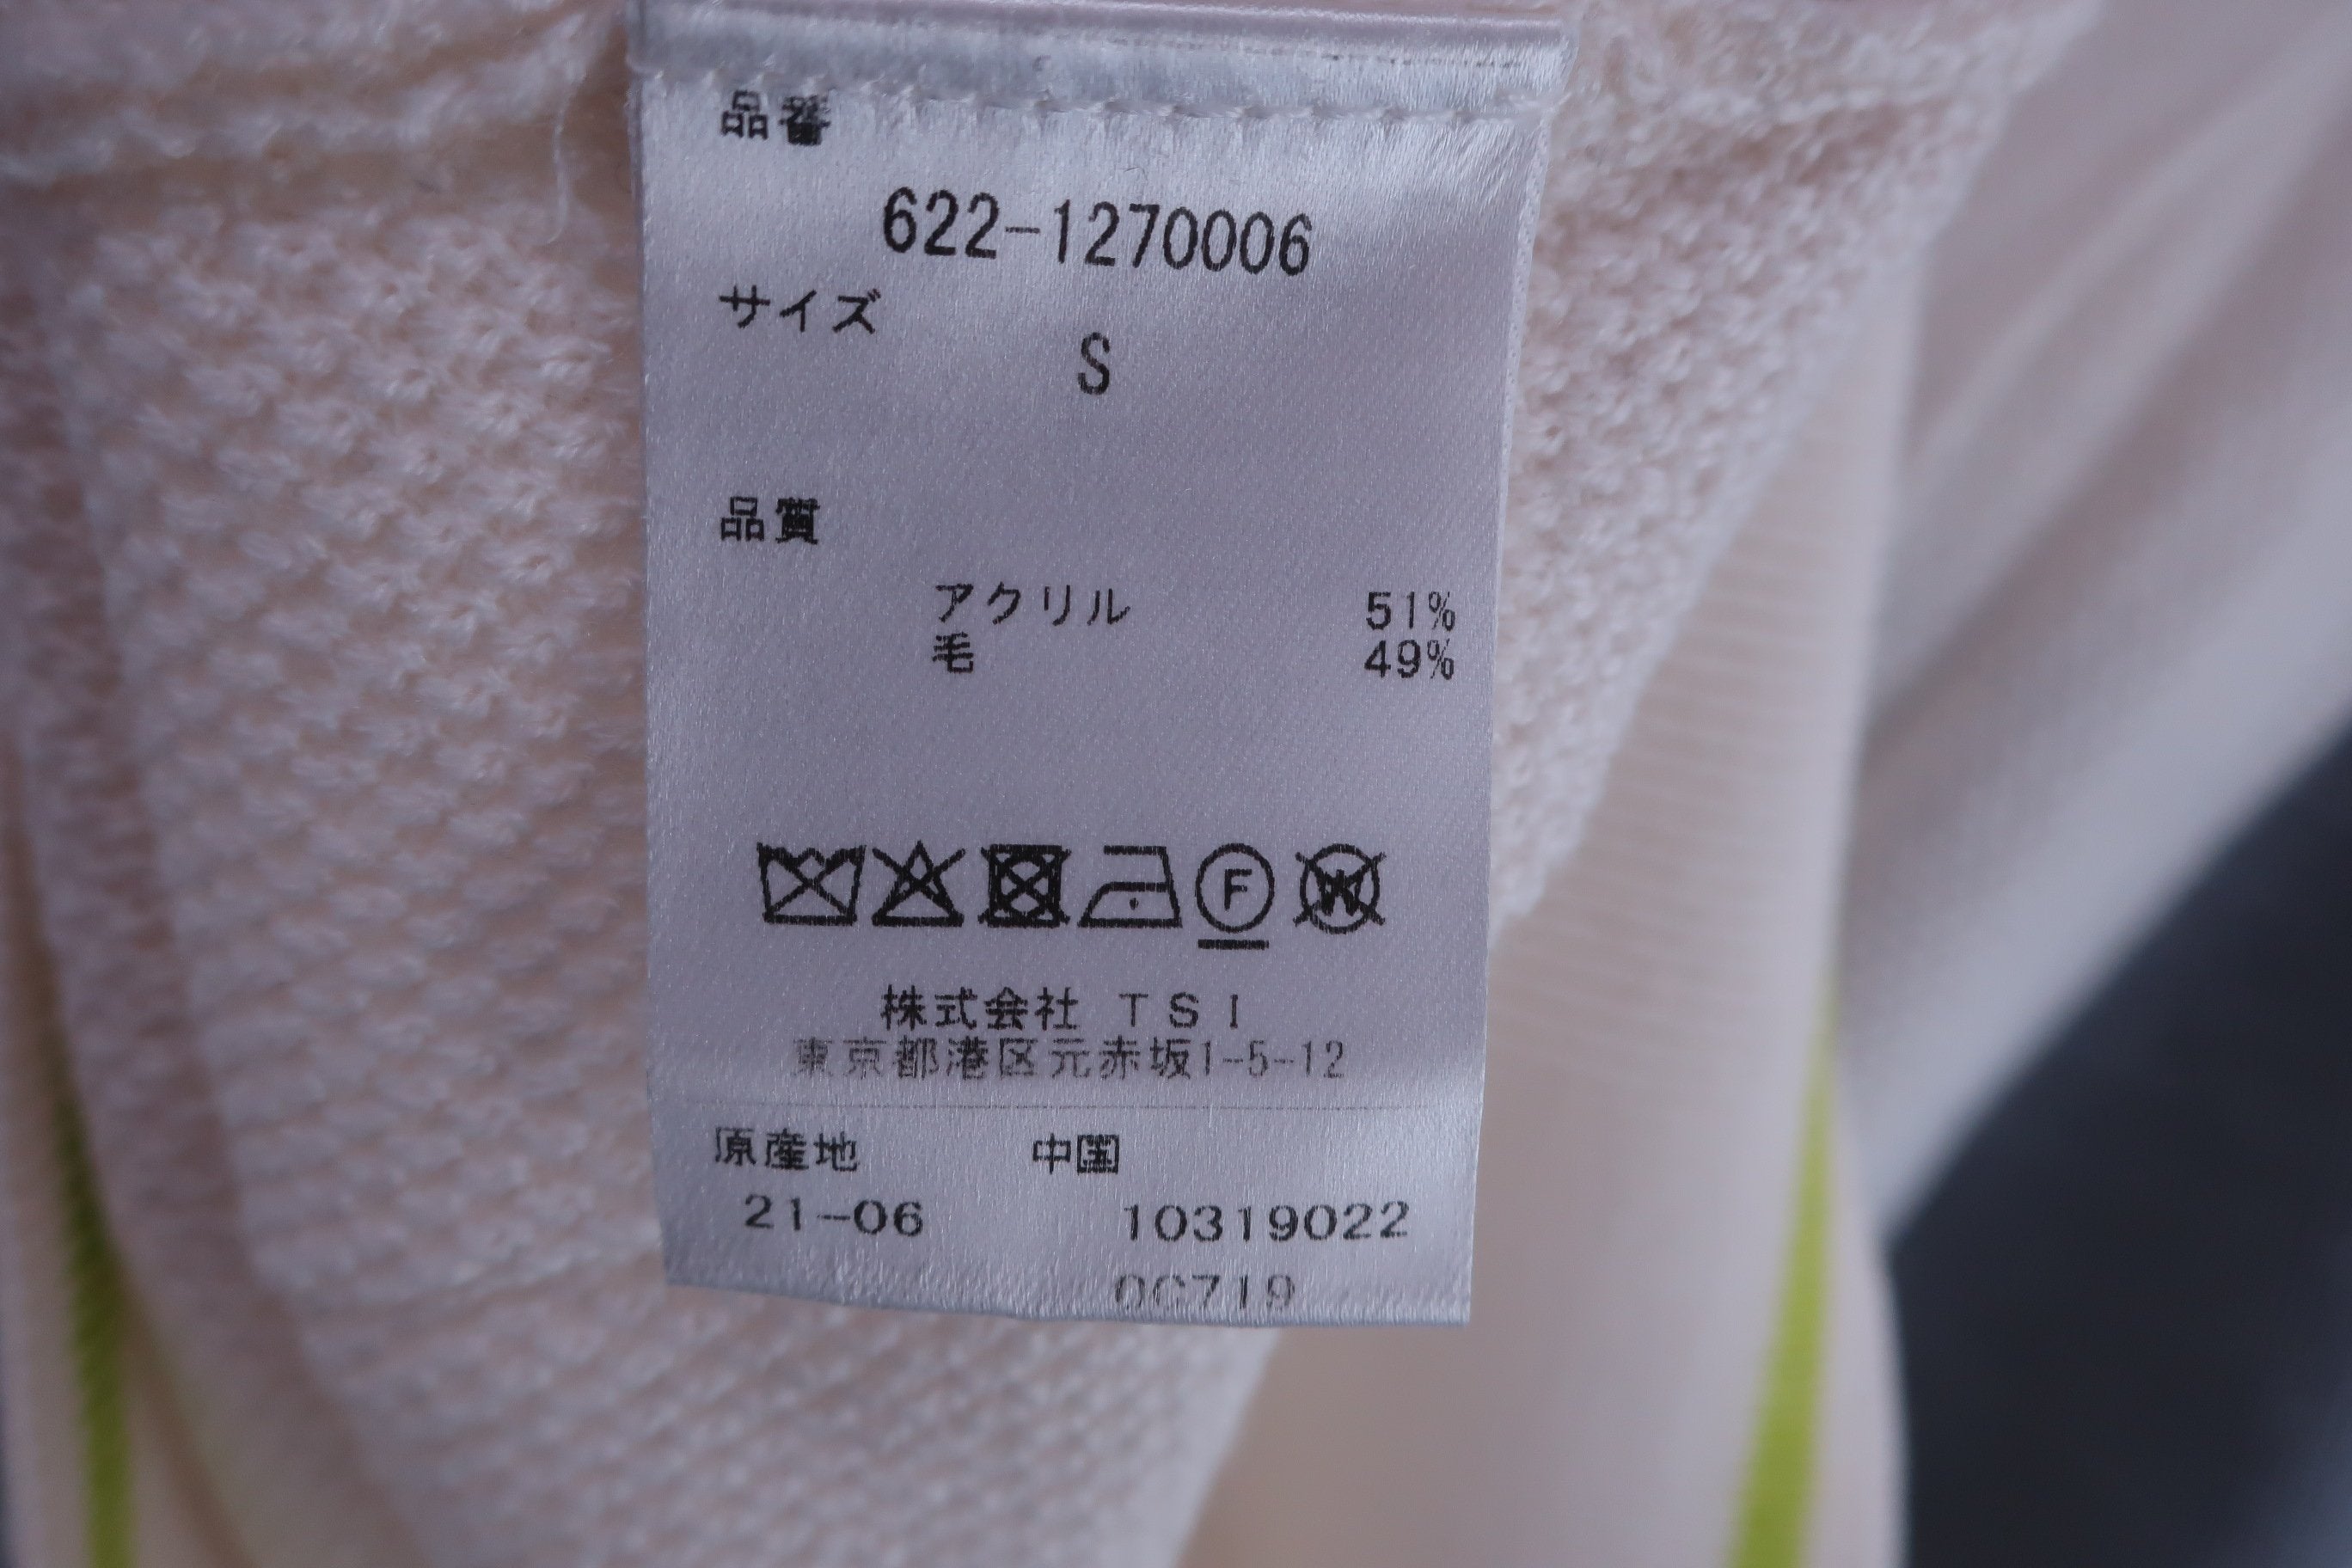 品番
622-1270006
サイズ
S
品質
アクリル 51%
毛 49%
F W
株式会社 TSI
東京都港区元赤坂1-5-12
原産地 中国
21-06 10319022
0C719